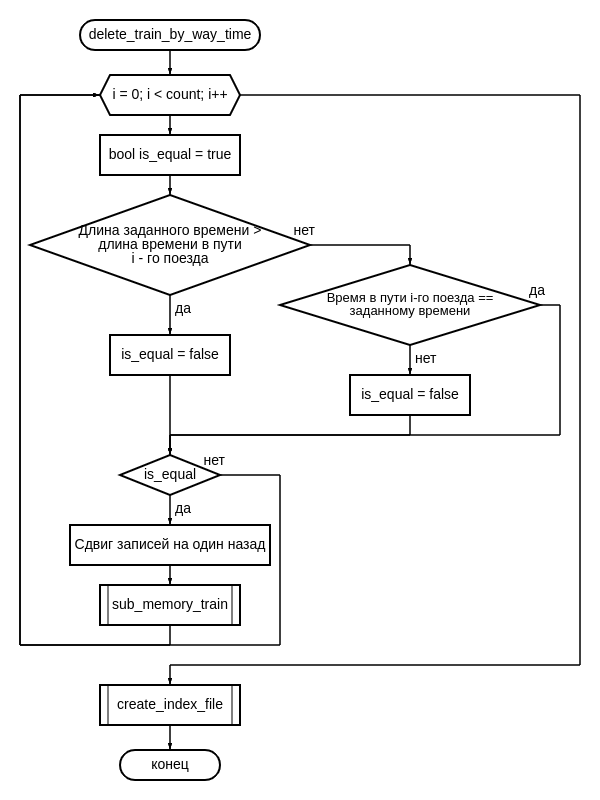 delete_train_by_way_time
i = 0; i < count; i++
bool is_equal = true
Длина заданного времени >
длина времени в пути
i - го поезда
нет
да
Время в пути i-го поезда ==
заданному времени
да
нет
is_equal = false
is_equal = false
is_equal
нет
да
Сдвиг записей на один назад
sub_memory_train
create_index_file
конец